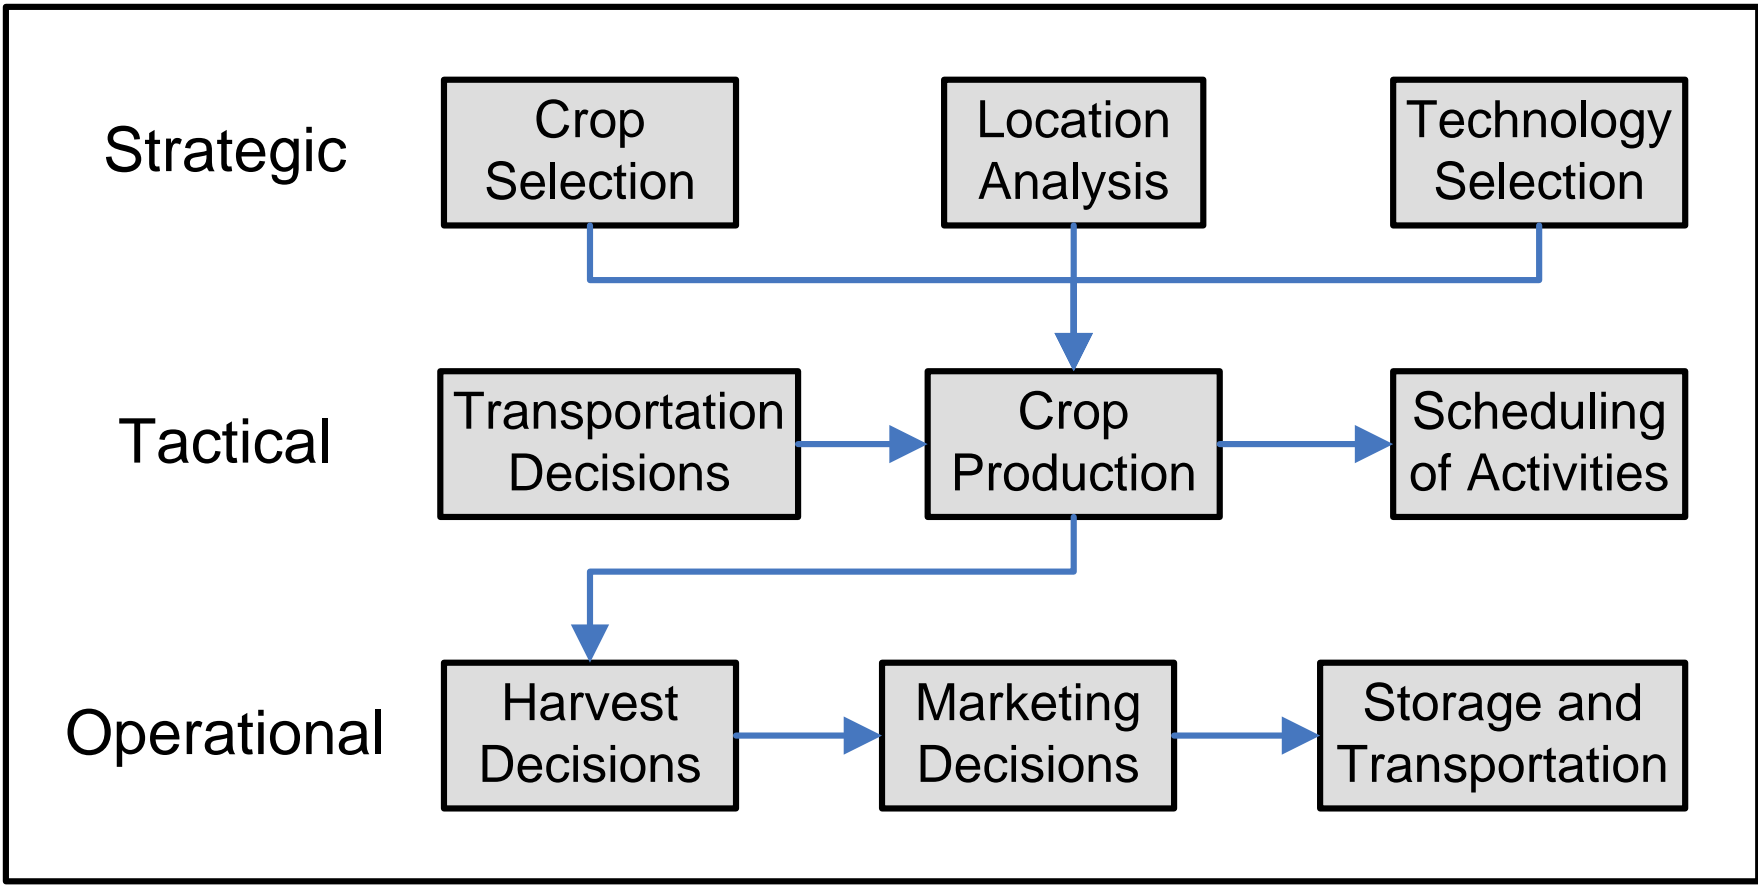 Strategic
Crop
Selection
Location
Analysis
Technology
Selection
Tactical
Transportation
Decisions
Crop
Production
Scheduling
of Activities
Operational
Harvest
Decisions
Marketing
Decisions
Storage and
Transportation